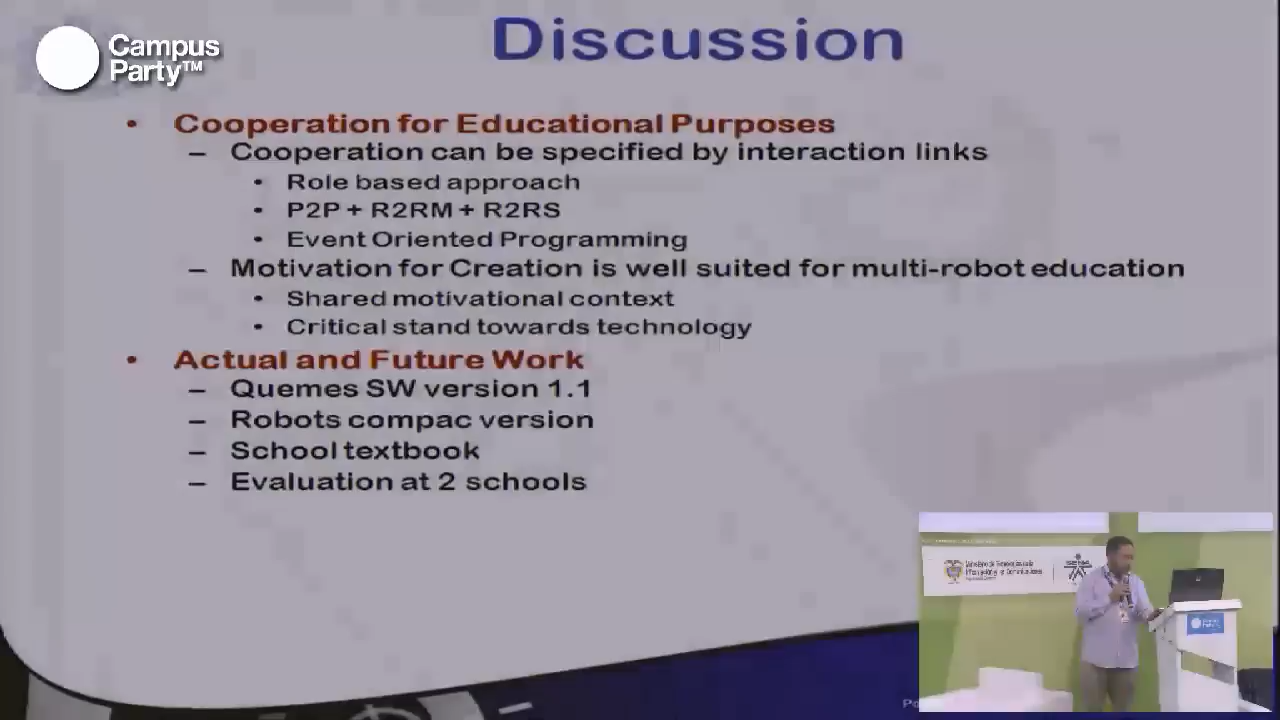 Campus
Party™
Discussion
• Cooperation for Educational Purposes
– Cooperation can be specified by interaction links
• Role based approach
• P2P + R2RM + R2RS
• Event Oriented Programming
– Motivation for Creation is well suited for multi-robot education
• Shared motivational context
• Critical stand towards technology
• Actual and Future Work
– Quemes SW version 1.1
– Robots compac version
– School textbook
– Evaluation at 2 schools
SENA